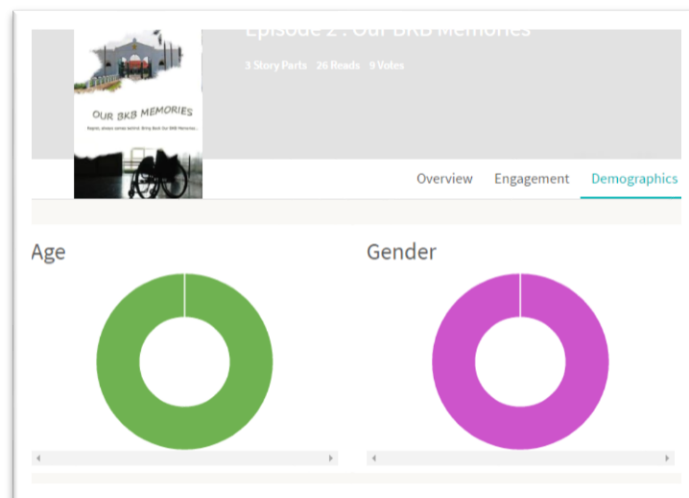 Episode 2 : Our BKB Memories
3 Story Parts 26 Reads 9 Votes
OUR BKB MEMORIES
Overview Engagement Demographics
Age
Gender